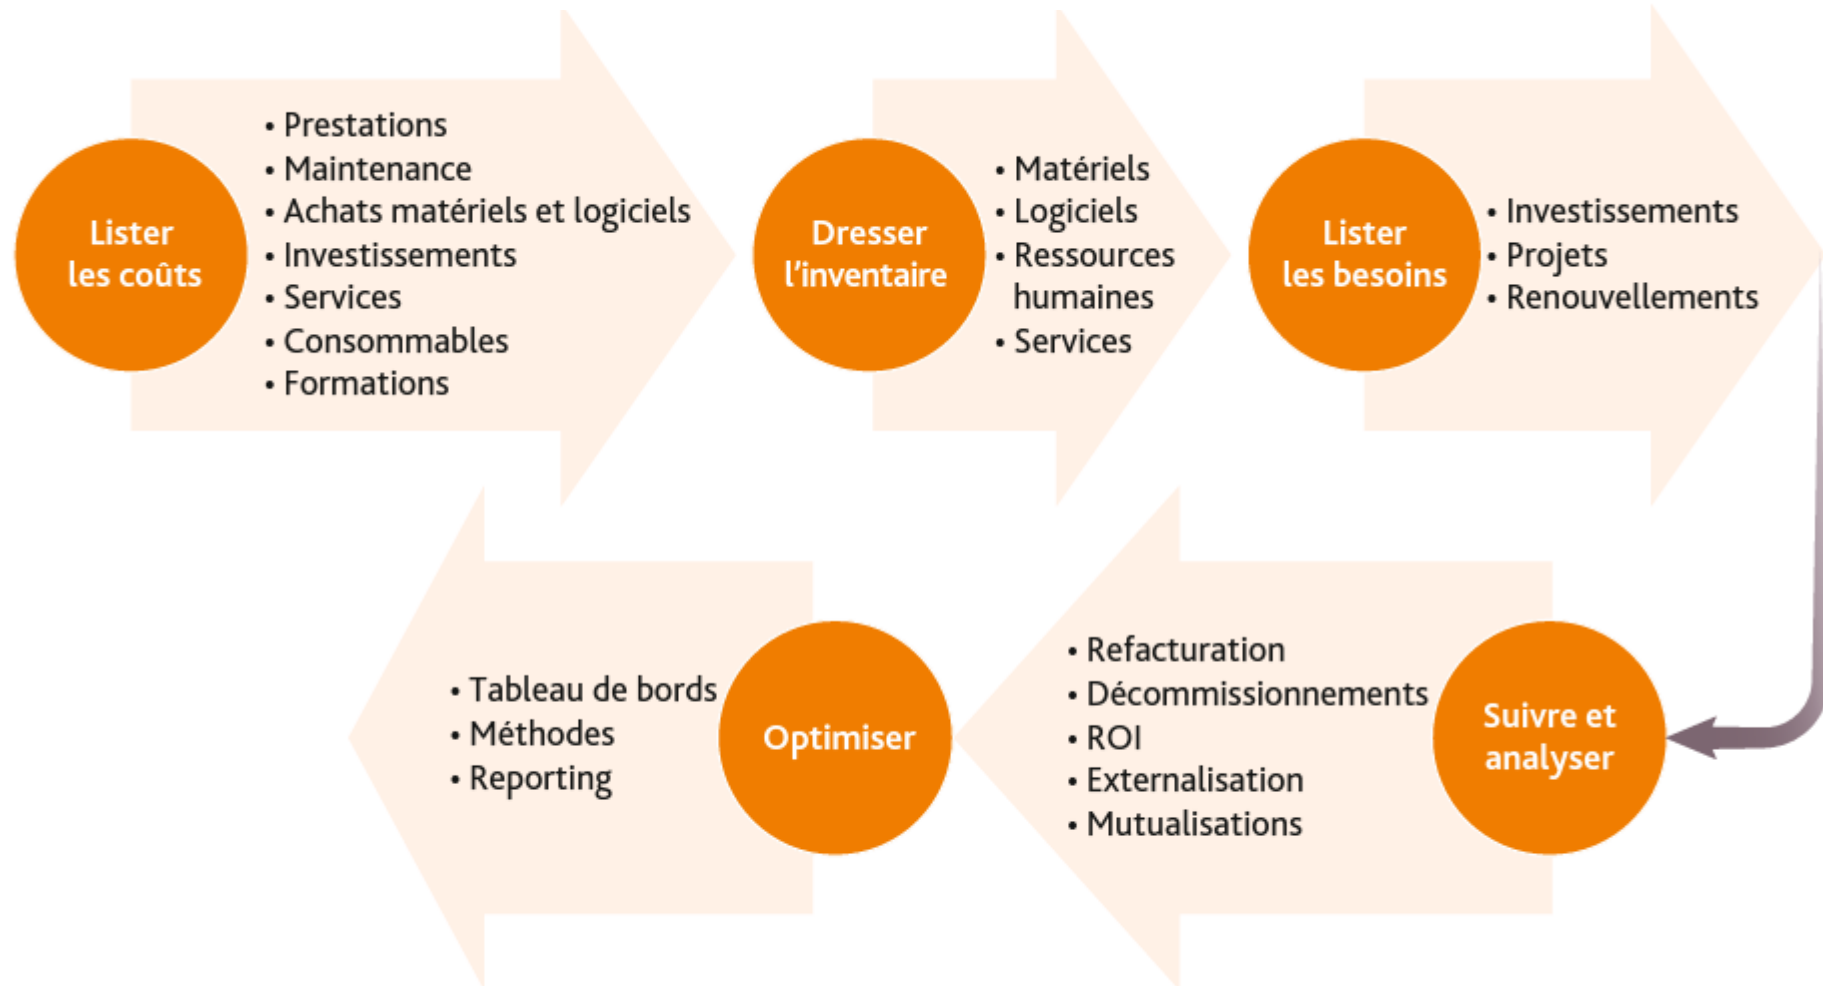 Lister
les coûts
• Prestations
• Maintenance
• Achats matériels et logiciels
• Investissements
• Services
• Consommables
• Formations
Dresser
l'inventaire
• Matériels
• Logiciels
• Ressources
humaines
• Services
Lister
les besoins
• Investissements
• Projets
• Renouvellements
Suivre et
analyser
• Refacturation
• Décommissionnements
• ROI
• Externalisation
• Mutualisations
Optimiser
• Tableau de bords
• Méthodes
• Reporting